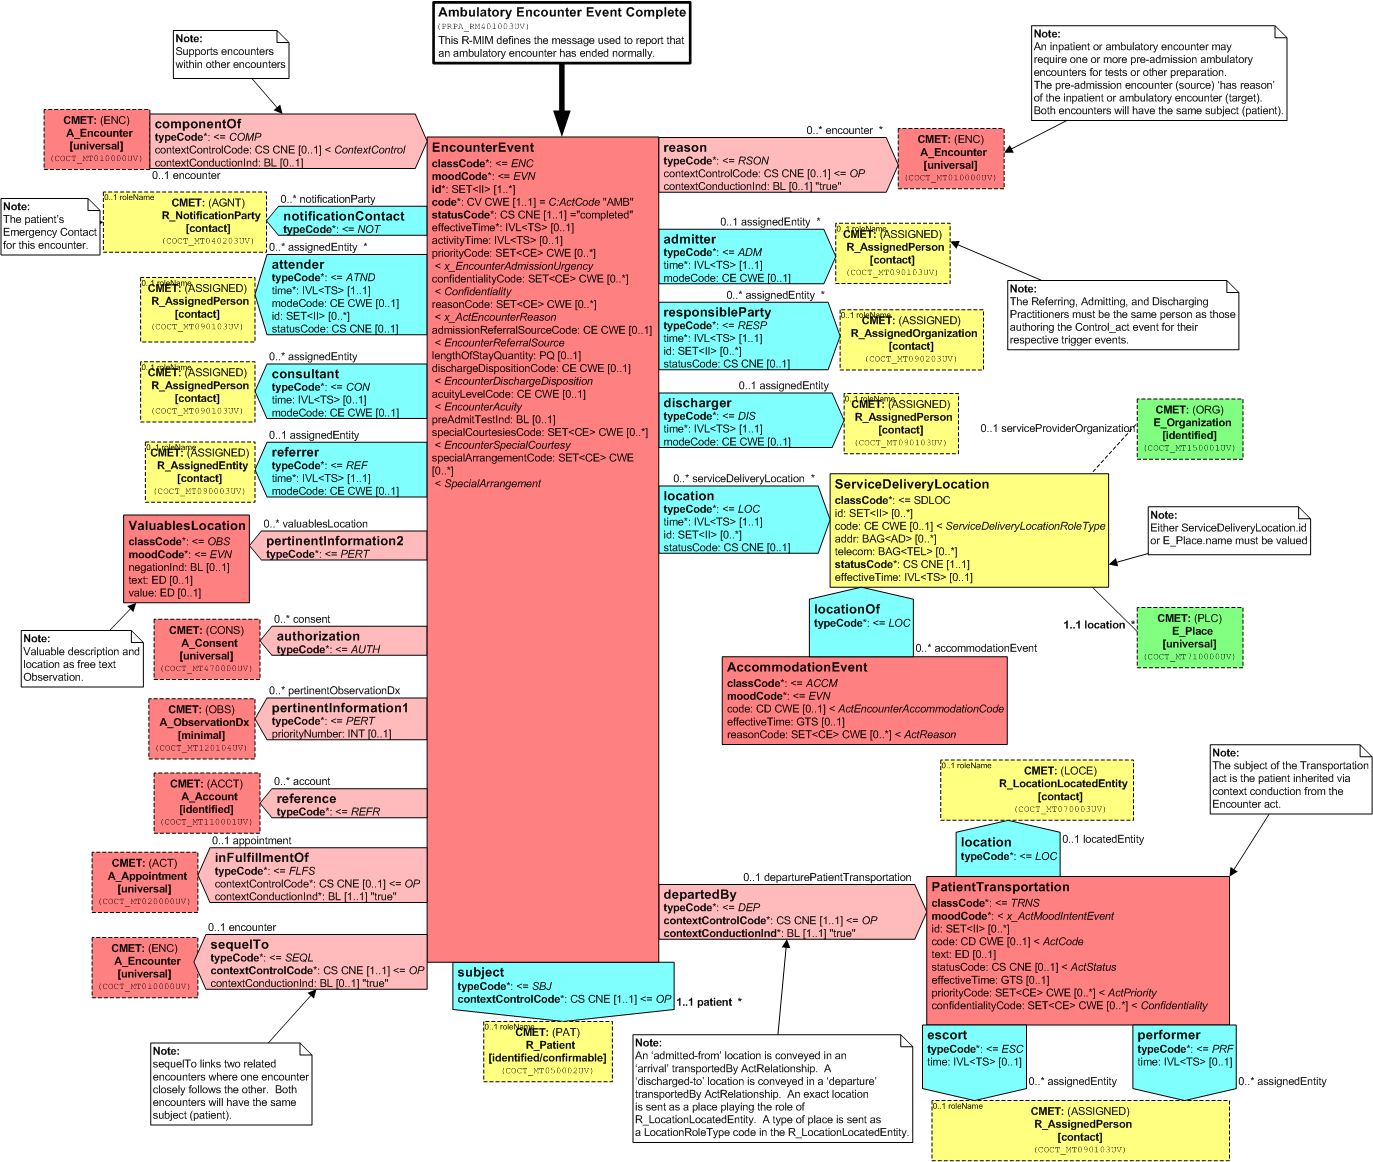 Ambulatory Encounter Event Complete
(PRPA_RM401003UV)
This R-MIM defines the message used to report that
an ambulatory encounter has ended normally.
Note:
Supports encounters
within other encounters
Note:
An inpatient or ambulatory encounter may
require one or more pre-admission ambulatory
encounters for tests or other preparation.
The pre-admission encounter (source) 'has reason'
of the inpatient or ambulatory encounter (target).
Both encounters will have the same subject (patient).
CMET: (ENC)
A_Encounter
[universal]
(COCT_MT010000UV)
componentOf
typeCode*: <= COMP
contextControlCode: CS CNE [0..1] < ContextControl
contextConductionInd: BL [0..1]
0..1 encounter
EncounterEvent
classCode*: <= ENC
moodCode*: <= EVN
id*: SET<II> [1..*]
code*: CV CWE [1..1] = C:ActCode "AMB"
statusCode*: CS CNE [1..1] ="completed"
effectiveTime*: IVL<TS> [0..1]
activityTime: IVL<TS> [0..1]
priorityCode: SET<CE> CWE [0..*]
< x_EncounterAdmissionUrgency
confidentialityCode: SET<CE> CWE [0..*]
< Confidentiality
reasonCode: SET<CE> CWE [0..*]
< x_ActEncounterReason
admissionReferralSourceCode: CE CWE [0..1]
< EncounterReferralSource
lengthOfStayQuantity: PQ [0..1]
dischargeDispositionCode: CE CWE [0..1]
< EncounterDischargeDisposition
acuityLevelCode: CE CWE [0..1]
< EncounterAcuity
preAdmitTestInd: BL [0..1]
specialCourtesiesCode: SET<CE> CWE [0..*]
< EncounterSpecialCourtesy
specialArrangementCode: SET<CE> CWE
[0..*]
< SpecialArrangement
0..* encounter *
reason
typeCode*: <= RSON
contextControlCode: CS CNE [0..1] <= OP
contextConductionInd: BL [0..1] "true"
CMET: (ENC)
A_Encounter
[universal]
(COCT_MT010000UV)
Note:
The patient's
Emergency Contact
for this encounter.
0..1 roleName
CMET: (AGNT)
R_NotificationParty
[contact]
(COCT_MT040203UV)
0..* notificationParty
notificationContact
typeCode*: <= NOT
0..* assignedEntity *
attender
typeCode*: <= ATND
time*: IVL<TS> [1..1]
modeCode: CE CWE [0..1]
id: SET<II> [0..*]
statusCode: CS CNE [0..1]
0..1 roleName
CMET: (ASSIGNED)
R_AssignedPerson
[contact]
(COCT_MT090103UV)
0..* assignedEntity
consultant
typeCode*: <= CON
time: IVL<TS> [0..1]
modeCode: CE CWE [0..1]
0..1 roleName
CMET: (ASSIGNED)
R_AssignedPerson
[contact]
(COCT_MT090103UV)
0..1 assignedEntity
referrer
typeCode*: <= REF
time*: IVL<TS> [1..1]
modeCode: CE CWE [0..1]
0..1 roleName
CMET: (ASSIGNED)
R_AssignedEntity
[contact]
(COCT_MT090003UV)
0..1 assignedEntity *
admitter
typeCode*: <= ADM
time*: IVL<TS> [1..1]
modeCode: CE CWE [0..1]
0..1 roleName
CMET: (ASSIGNED)
R_AssignedPerson
[contact]
(COCT_MT090103UV)
Note:
The Referring, Admitting, and Discharging
Practitioners must be the same person as those
authoring the Control_act event for their
respective trigger events.
0..* assignedEntity
responsibleParty
typeCode*: <= RESP
time*: IVL<TS> [1..1]
id: SET<II> [0..*]
statusCode: CS CNE [0..1]
0..1 roleName
CMET: (ASSIGNED)
R_AssignedOrganization
[contact]
(COCT_MT090203UV)
0..1 assignedEntity
discharger
typeCode*: <= DIS
time*: IVL<TS> [1..1]
modeCode: CE CWE [0..1]
0..1 roleName
CMET: (ASSIGNED)
R_AssignedPerson
[contact]
(COCT_MT090103UV)
0..1 serviceProviderOrganization
CMET: (ORG)
E_Organization
[identified]
(COCT_MT150001UV)
0..* serviceDeliveryLocation *
location
typeCode*: <= LOC
time*: IVL<TS> [1..1]
id: SET<II> [0..*]
statusCode: CS CNE [0..1]
ServiceDeliveryLocation
classCode*: <= SDLOC
id: SET<II> [0..*]
code: CE CWE [0..1] < ServiceDeliveryLocationRoleType
addr: BAG<AD> [0..*]
telecom: BAG<TEL> [0..*]
statusCode*: CS CNE [1..1]
effectiveTime: IVL<TS> [0..1]
Note:
Either ServiceDeliveryLocation.id
or E_Place.name must be valued
1..1 location *
CMET: (PLC)
E_Place
[universal]
(COCT_MT710000UV)
locationOf
typeCode*: <= LOC
0..* accommodationEvent
AccommodationEvent
classCode*: <= ACCM
moodCode*: <= EVN
code: CD CWE [0..1] < ActEncounterAccommodationCode
effectiveTime: GTS [0..1]
reasonCode: SET<CE> CWE [0..*] < ActReason
ValuablesLocation
classCode*: <= OBS
moodCode*: <= EVN
negationInd: BL [0..1]
text: ED [0..1]
value: ED [0..1]
0..* valuablesLocation
pertinentInformation2
typeCode*: <= PERT
Note:
Valuable description and
location as free text
Observation.
0..* consent
authorization
typeCode*: <= AUTH
CMET: (CONS)
A_Consent
[universal]
(COCT_MT470000UV)
0..* pertinentObservationDx
pertinentInformation1
typeCode*: <= PERT
priorityNumber: INT [0..1]
CMET: (OBS)
A_ObservationDx
[minimal]
(COCT_MT120104UV)
0..* account
reference
typeCode*: <= REFR
CMET: (ACCT)
A_Account
[identified]
(COCT_MT110001UV)
0..1 appointment
inFulfillmentOf
typeCode*: <= FLFS
contextControlCode*: CS CNE [0..1] <= OP
contextConductionInd*: BL [1..1] "true"
CMET: (ACT)
A_Appointment
[universal]
(COCT_MT020000UV)
0..1 encounter
sequelTo
typeCode*: <= SEQL
contextControlCode*: CS CNE [1..1] <= OP
contextConductionInd: BL [0..1] "true"
CMET: (ENC)
A_Encounter
[universal]
(COCT_MT010000UV)
Note:
sequelTo links two related
encounters where one encounter
closely follows the other.  Both
encounters will have the same
subject (patient).
subject
typeCode*: <= SBJ
contextControlCode*: CS CNE [1..1] <= OP
1..1 patient *
0..1 roleName
CMET: (PAT)
R_Patient
[identified/confirmable]
(COCT_MT050002UV)
0..1 departurePatientTransportation
departedBy
typeCode*: <= DEP
contextControlCode*: CS CNE [1..1] <= OP
contextConductionInd*: BL [1..1] "true"
Note:
An 'admitted-from' location is conveyed in an
'arrival' transportedBy ActRelationship.  A
'discharged-to' location is conveyed in a 'departure'
transportedBy ActRelationship.  An exact location
is sent as a place playing the role of
R_LocationLocatedEntity.  A type of place is sent as
a LocationRoleType code in the R_LocationLocatedEntity.
Note:
The subject of the Transportation
act is the patient inherited via
context conduction from the
Encounter act.
0..1 roleName
CMET: (LOCE)
R_LocationLocatedEntity
[contact]
(COCT_MT070003UV)
location
typeCode*: <= LOC
0..1 locatedEntity
PatientTransportation
classCode*: <= TRNS
moodCode*: < x_ActMoodIntentEvent
id: SET<II> [0..*]
code: CD CWE [0..1] < ActCode
text: ED [0..1]
statusCode: CS CNE [0..1] < ActStatus
effectiveTime: GTS [0..1]
priorityCode: SET<CE> CWE [0..*] < ActPriority
confidentialityCode: SET<CE> CWE [0..*] < Confidentiality
escort
typeCode*: <= ESC
time: IVL<TS> [0..1]
0..* assignedEntity
performer
typeCode*: <= PRF
time: IVL<TS> [0..1]
0..* assignedEntity
0..1 roleName
CMET: (ASSIGNED)
R_AssignedPerson
[contact]
(COCT_MT090103UV)